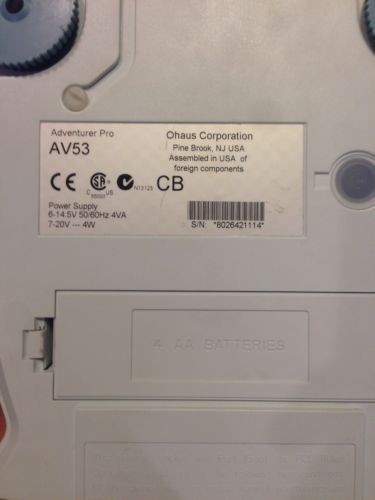 Adventurer Pro
AV53
Ohaus Corporation
Pine Brook, NJ USA
Assembled in USA of
foreign components
CE C SA US N13123 CB
Power Supply
6-14.5V 50/60Hz 4VA
7-20V 4W
S/N: *8026421114*
4 AA BATTERIES